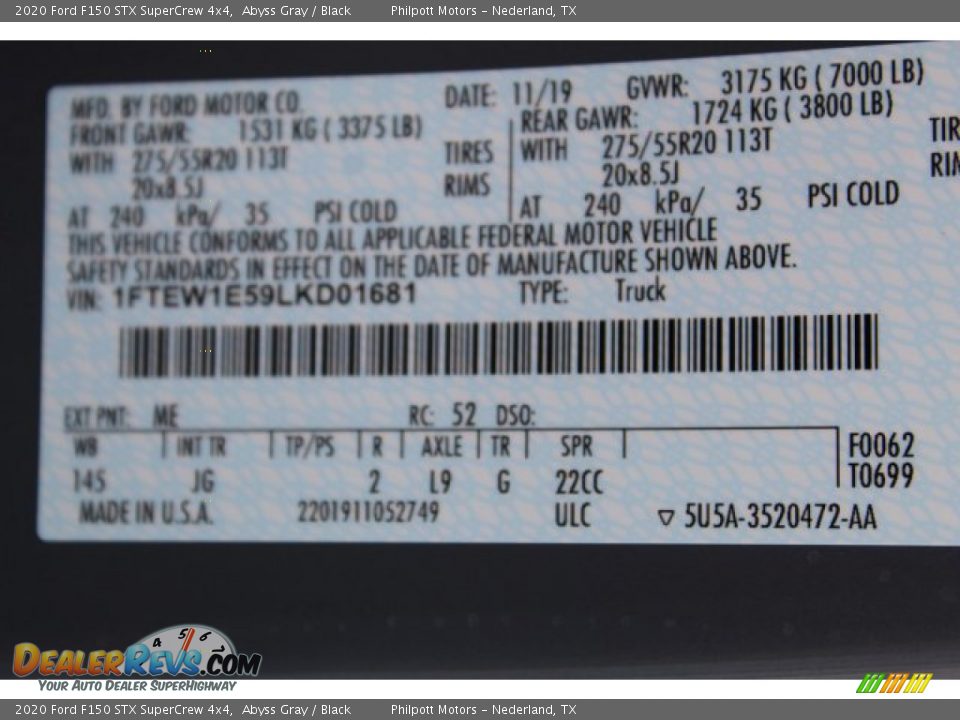 2020 Ford F150 STX SuperCrew 4x4, Abyss Gray / Black Philpott Motors – Nederland, TX
MFD. BY FORD MOTOR CO. DATE: 11/19 GVWR: 3175 KG ( 7000 LB)
FRONT GAWR: 1531 KG ( 3375 LB) REAR GAWR: 1724 KG ( 3800 LB)
WITH 275/55R20 113T TIRES WITH 275/55R20 113T TIR
20x8.5J RIMS 20x8.5J RIM
AT 240 kPa/ 35 PSI COLD AT 240 kPa/ 35 PSI COLD
THIS VEHICLE CONFORMS TO ALL APPLICABLE FEDERAL MOTOR VEHICLE
SAFETY STANDARDS IN EFFECT ON THE DATE OF MANUFACTURE SHOWN ABOVE.
VIN: 1FTEW1E59LKD01681 TYPE: Truck
EXT PNT: ME RC: 52 DSO:
WB INT TR TP/PS R AXLE TR SPR F0062
145 JG 2 L9 G 22CC T0699
MADE IN U.S.A. 2201911052749 ULC ▽ 5U5A-3520472-AA
4 5 6
DEALERREVS.COM
YOUR AUTO DEALER SUPERHIGHWAY
2020 Ford F150 STX SuperCrew 4x4, Abyss Gray / Black Philpott Motors – Nederland, TX